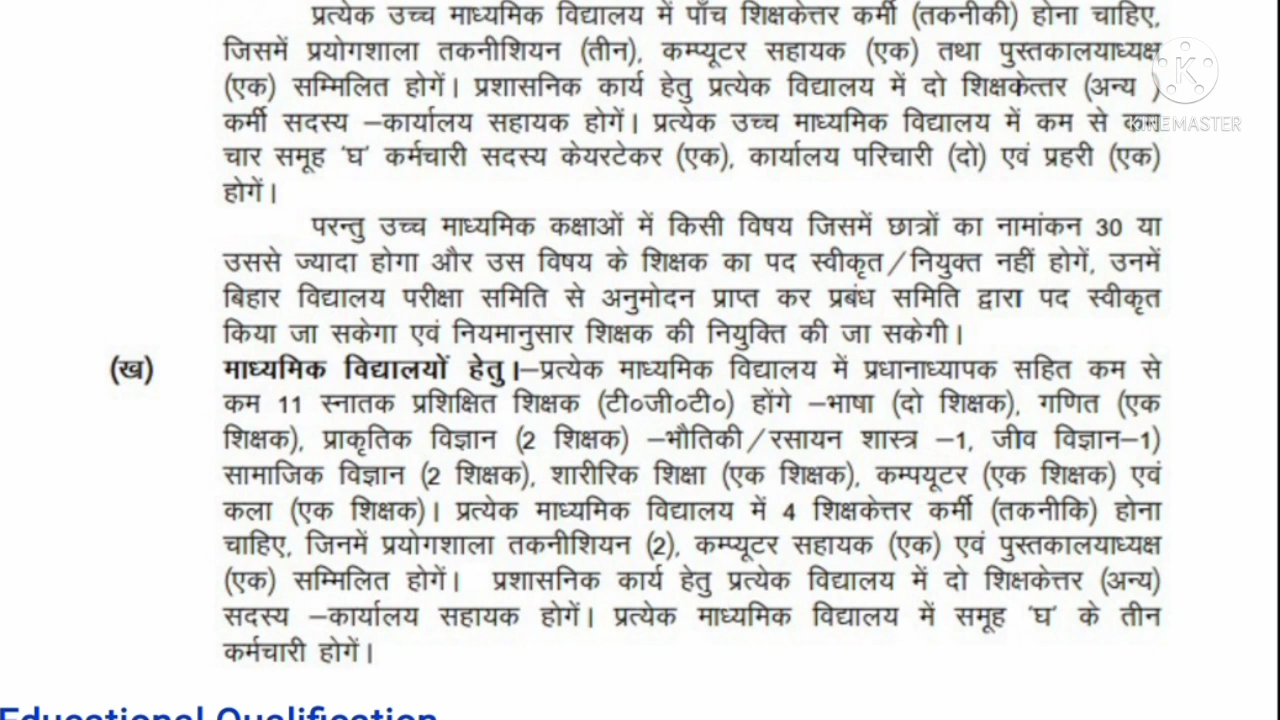 प्रत्येक उच्च माध्यमिक विद्यालय में पाँच शिक्षकेत्तर कर्मी (तकनीकी) होना चाहिए,
जिसमें प्रयोगशाला तकनीशियन (तीन), कम्प्यूटर सहायक (एक) तथा पुस्तकालयाध्यक्ष
(एक) सम्मिलित होगें। प्रशासनिक कार्य हेतु प्रत्येक विद्यालय में दो शिक्षकेत्तर (अन्य )
कर्मी सदस्य –कार्यालय सहायक होगें। प्रत्येक उच्च माध्यमिक विद्यालय में कम से कम
KINEMASTER
चार समूह 'घ' कर्मचारी सदस्य केयरटेकर (एक), कार्यालय परिचारी (दो) एवं प्रहरी (एक)
होगें।
परन्तु उच्च माध्यमिक कक्षाओं में किसी विषय जिसमें छात्रों का नामांकन 30 या
उससे ज्यादा होगा और उस विषय के शिक्षक का पद स्वीकृत/नियुक्त नहीं होगें, उनमें
बिहार विद्यालय परीक्षा समिति से अनुमोदन प्राप्त कर प्रबंध समिति द्वारा पद स्वीकृत
किया जा सकेगा एवं नियमानुसार शिक्षक की नियुक्ति की जा सकेगी।
(ख) माध्यमिक विद्यालयों हेतु।–प्रत्येक माध्यमिक विद्यालय में प्रधानाध्यापक सहित कम से
कम 11 स्नातक प्रशिक्षित शिक्षक (टी०जी०टी०) होंगे –भाषा (दो शिक्षक), गणित (एक
शिक्षक), प्राकृतिक विज्ञान (2 शिक्षक) –भौतिकी/रसायन शास्त्र –1, जीव विज्ञान–1)
सामाजिक विज्ञान (2 शिक्षक), शारीरिक शिक्षा (एक शिक्षक), कम्पयूटर (एक शिक्षक) एवं
कला (एक शिक्षक)। प्रत्येक माध्यमिक विद्यालय में 4 शिक्षकेत्तर कर्मी (तकनीकि) होना
चाहिए, जिनमें प्रयोगशाला तकनीशियन (2), कम्प्यूटर सहायक (एक) एवं पुस्तकालयाध्यक्ष
(एक) सम्मिलित होगें। प्रशासनिक कार्य हेतु प्रत्येक विद्यालय में दो शिक्षकेत्तर (अन्य)
सदस्य –कार्यालय सहायक होगें। प्रत्येक माध्यमिक विद्यालय में समूह 'घ' के तीन
कर्मचारी होगें।
Educational Qualification